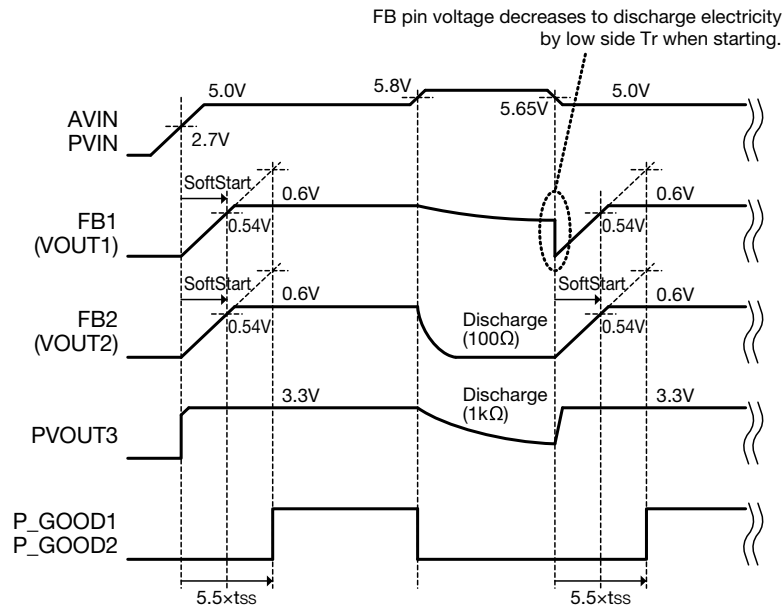 FB pin voltage decreases to discharge electricity
by low side Tr when starting.
AVIN
PVIN
2.7V
5.0V
5.8V
5.65V
5.0V
FB1
(VOUT1)
SoftStart
0.54V
0.6V
0.54V
0.6V
FB2
(VOUT2)
SoftStart
0.54V
0.6V
Discharge
(100Ω)
SoftStart
0.54V
0.6V
PVOUT3
3.3V
Discharge
(1kΩ)
3.3V
P_GOOD1
P_GOOD2
5.5×tss
5.5×tss